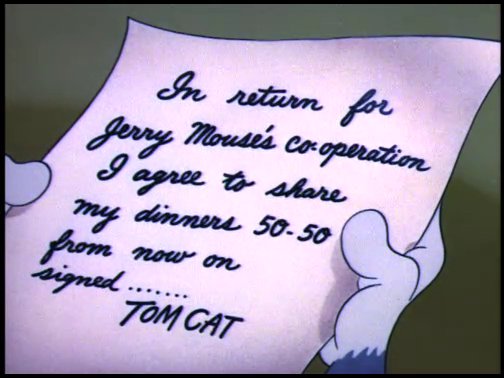 In return for
Jerry Mouse's co-operation
I agree to share
my dinners 50-50
from now on
signed.......
TOM CAT